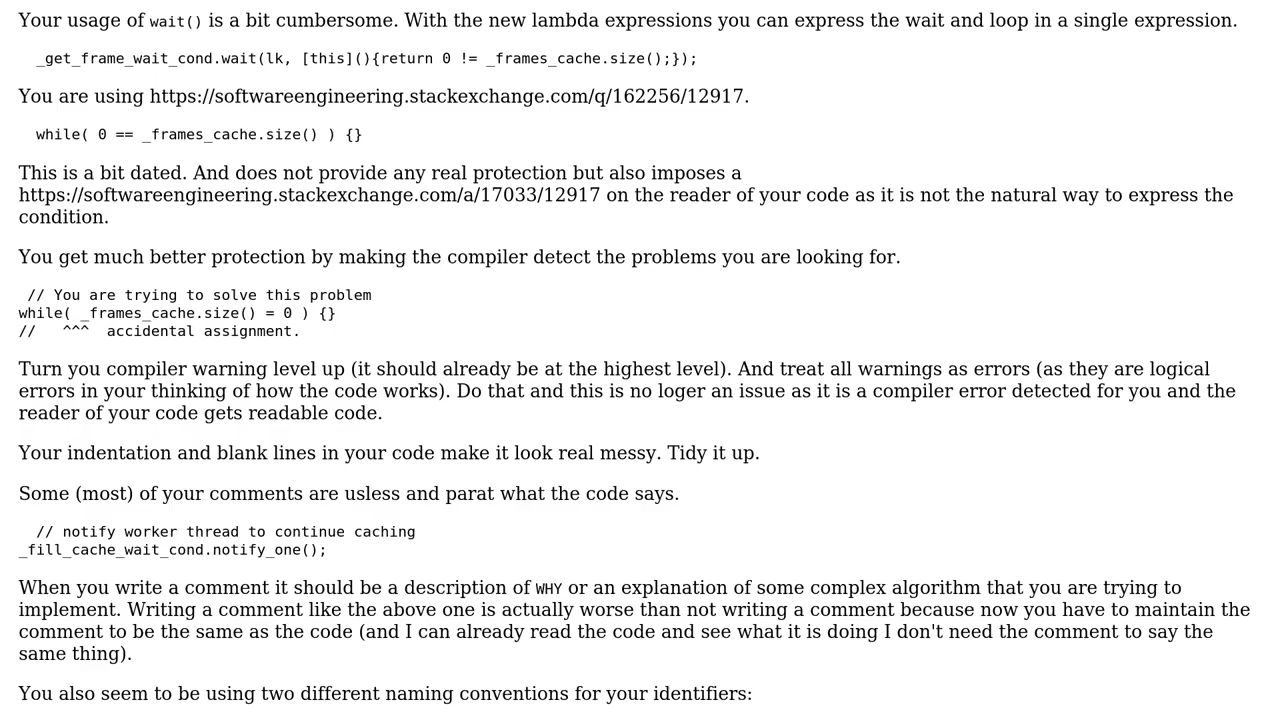 Your usage of wait() is a bit cumbersome. With the new lambda expressions you can express the wait and loop in a single expression.
_get_frame_wait_cond.wait(lk, [this](){return 0 != _frames_cache.size();});
You are using https://softwareengineering.stackexchange.com/q/162256/12917.
while( 0 == _frames_cache.size() ) {}
This is a bit dated. And does not provide any real protection but also imposes a
https://softwareengineering.stackexchange.com/a/17033/12917 on the reader of your code as it is not the natural way to express the
condition.
You get much better protection by making the compiler detect the problems you are looking for.
// You are trying to solve this problem
while( _frames_cache.size() = 0 ) {}
//   ^^^  accidental assignment.
Turn you compiler warning level up (it should already be at the highest level). And treat all warnings as errors (as they are logical
errors in your thinking of how the code works). Do that and this is no loger an issue as it is a compiler error detected for you and the
reader of your code gets readable code.
Your indentation and blank lines in your code make it look real messy. Tidy it up.
Some (most) of your comments are usless and parat what the code says.
// notify worker thread to continue caching
_fill_cache_wait_cond.notify_one();
When you write a comment it should be a description of WHY or an explanation of some complex algorithm that you are trying to
implement. Writing a comment like the above one is actually worse than not writing a comment because now you have to maintain the
comment to be the same as the code (and I can already read the code and see what it is doing I don't need the comment to say the
same thing).
You also seem to be using two different naming conventions for your identifiers: